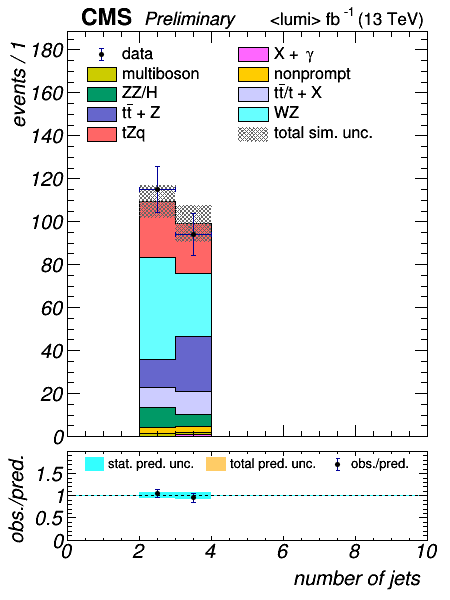 CMS Preliminary <lumi> fb⁻¹ (13 TeV)
events / 1
180
160
140
120
100
80
60
40
20
0
data
multiboson
ZZ/H
tt̄ + Z
tZq
X + γ
nonprompt
tt̄/t + X
WZ
total sim. unc.
obs./pred.
1.5
1
0.5
0
stat. pred. unc. total pred. unc. obs./pred.
0 2 4 6 8 10
number of jets